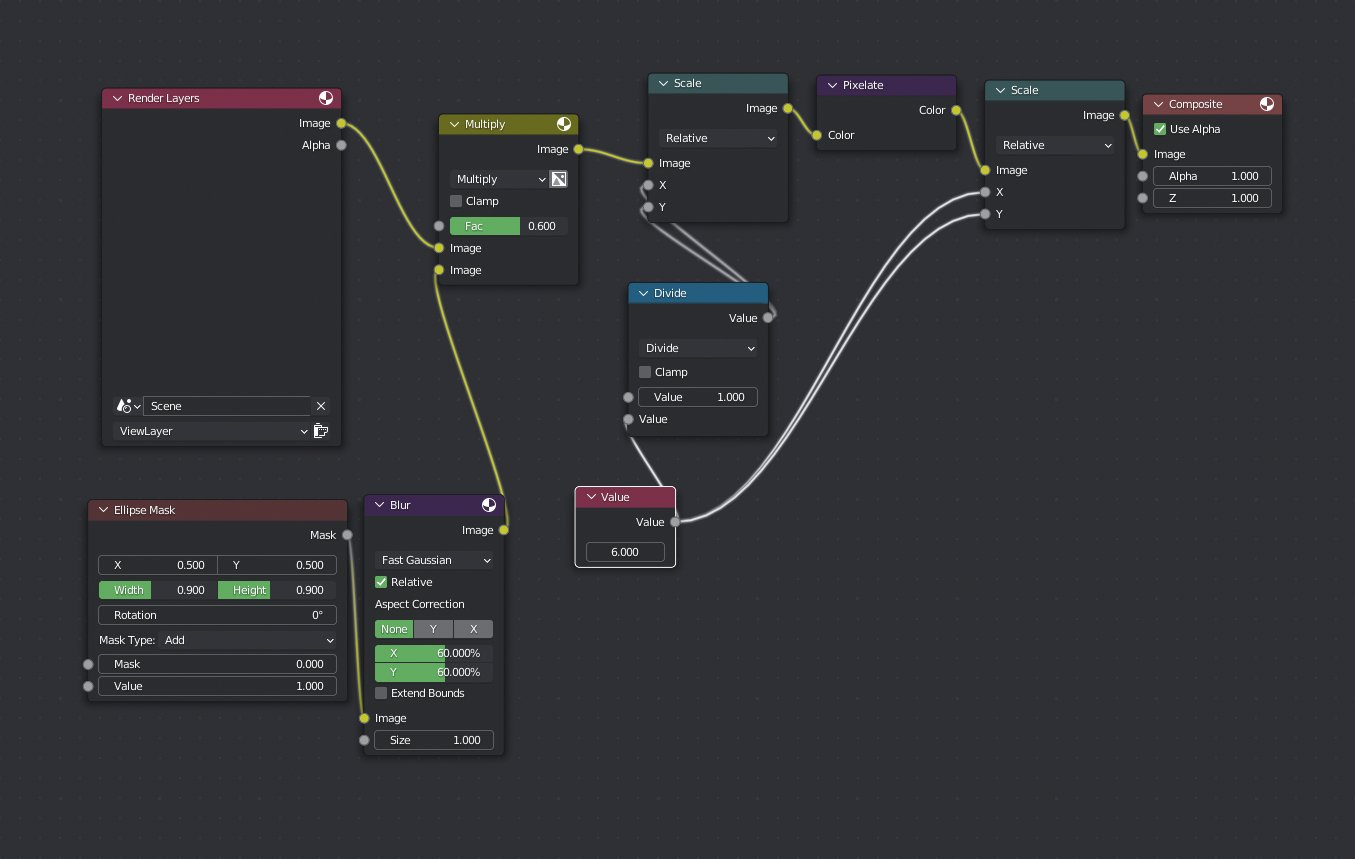 Render Layers
Image
Alpha
Scene
ViewLayer
Multiply
Image
Multiply
Clamp
Fac 0.600
Image
Image
Scale
Image
Relative
Image
X
Y
Pixelate
Color
Color
Scale
Image
Relative
Image
X
Y
Composite
Use Alpha
Image
Alpha 1.000
Z 1.000
Divide
Value
Divide
Clamp
Value 1.000
Value
Value
Value
6.000
Ellipse Mask
Mask
X 0.500 Y 0.500
Width 0.900 Height 0.900
Rotation 0°
Mask Type: Add
Mask 0.000
Value 1.000
Blur
Image
Fast Gaussian
Relative
Aspect Correction
None Y X
X 60.000%
Y 60.000%
Extend Bounds
Image
Size 1.000